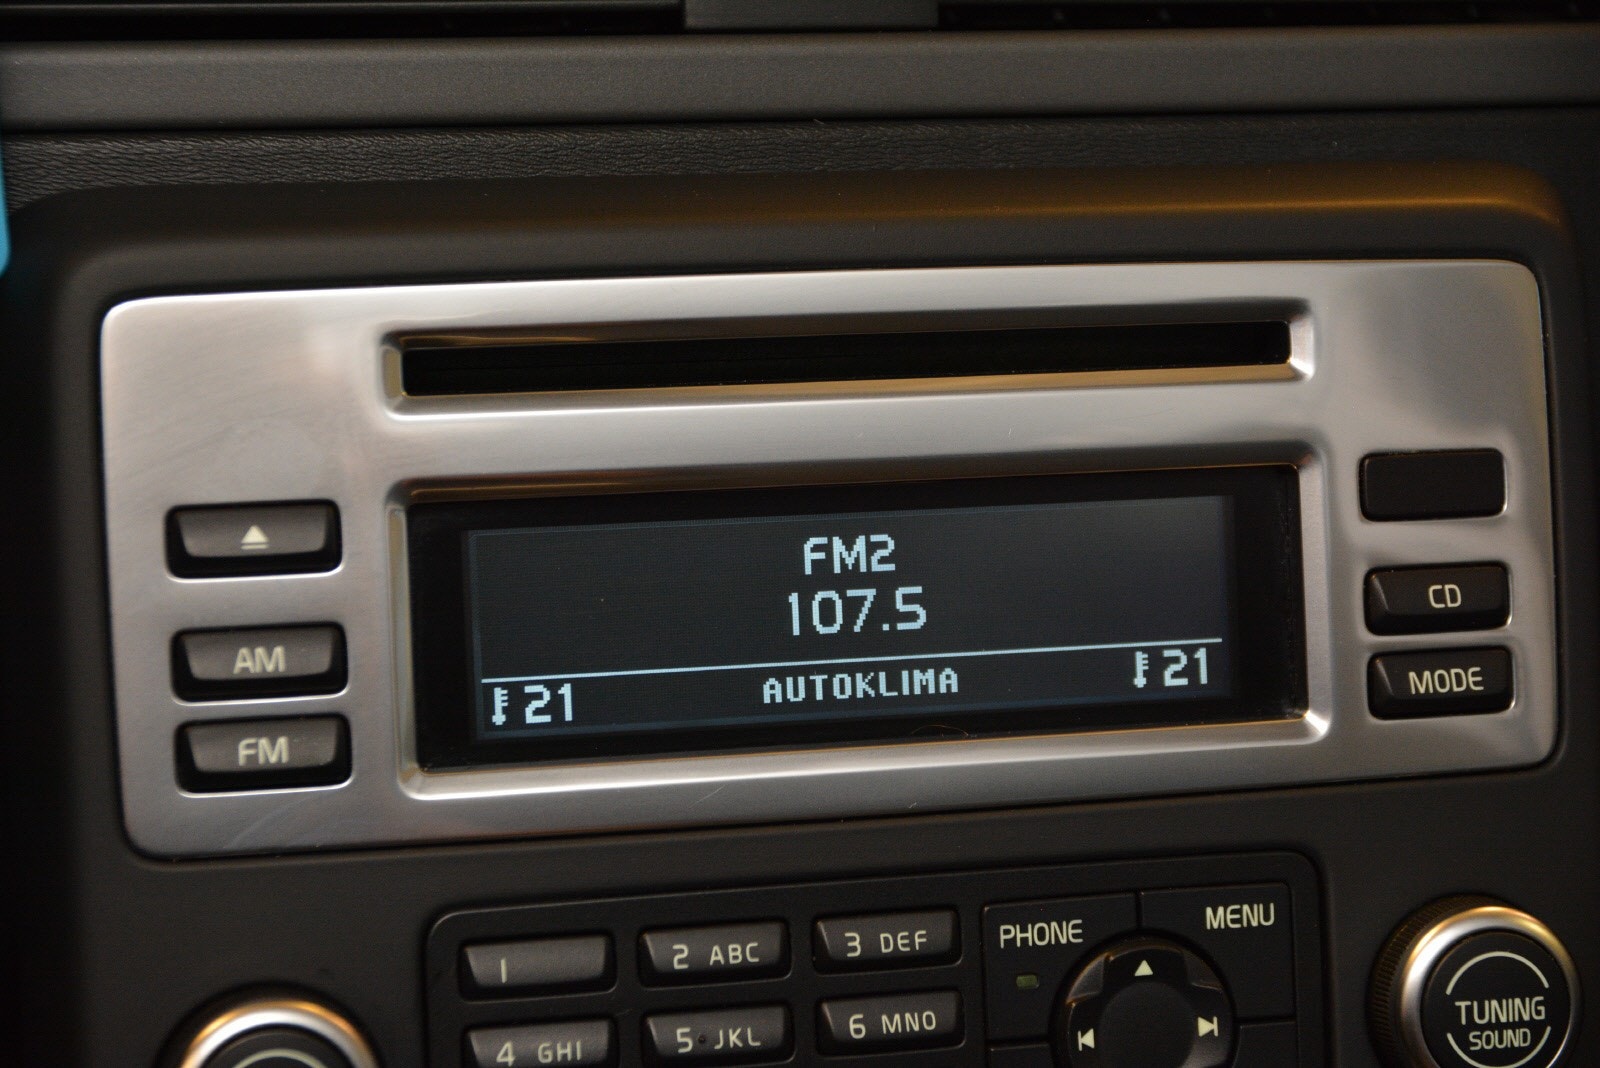 FM2
107.5
21 AUTOKLIMA 21
AM
FM
CD
MODE
1
2 ABC
3 DEF
4 GHI
5 JKL
6 MNO
PHONE
MENU
TUNING
SOUND